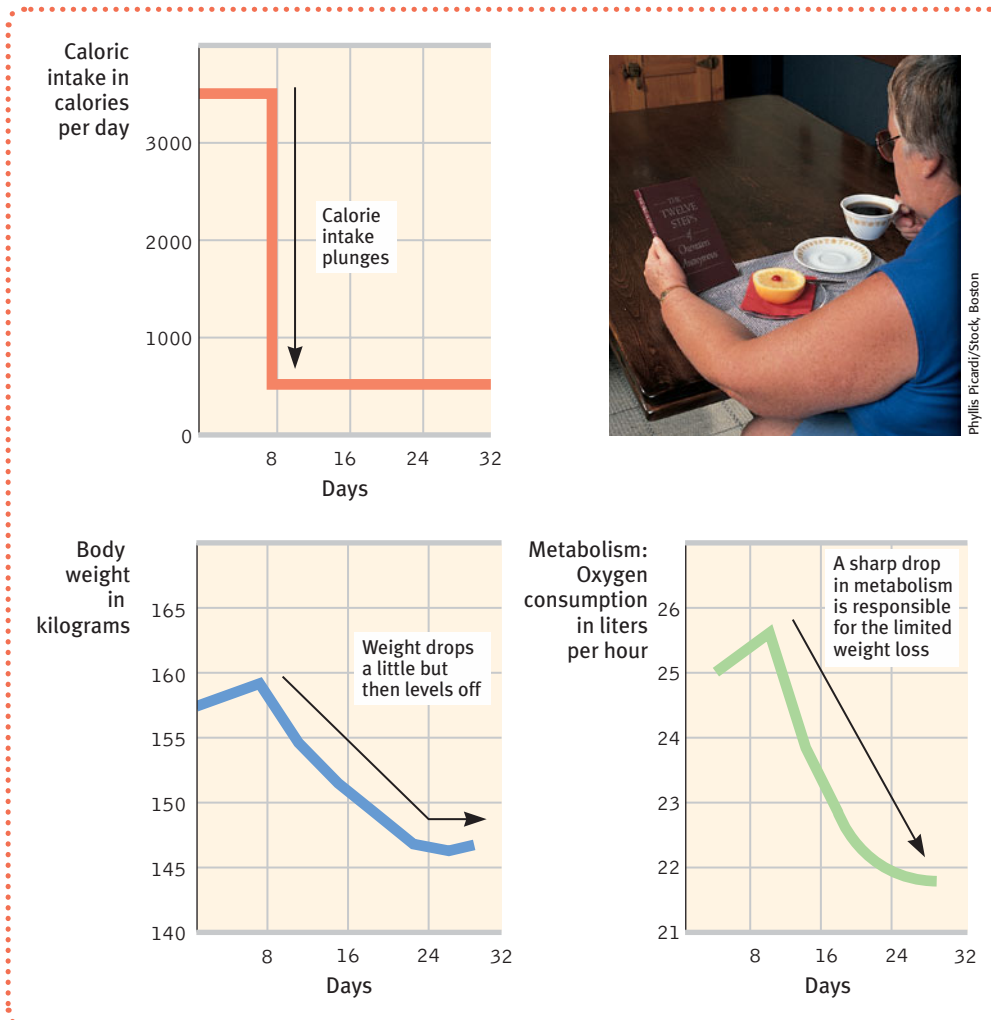 Caloric
intake in
calories
per day
3000
2000
1000
0
Calorie
intake
plunges
8 16 24 32
Days
THE
TWELVE
STEPS
of
Overeaters
Anonymous
Phyllis Picardi/Stock, Boston
Body
weight
in
kilograms
165
160
155
150
145
140
Weight drops
a little but
then levels off
8 16 24 32
Days
Metabolism:
Oxygen
consumption
in liters
per hour
26
25
24
23
22
21
A sharp drop
in metabolism
is responsible
for the limited
weight loss
8 16 24 32
Days